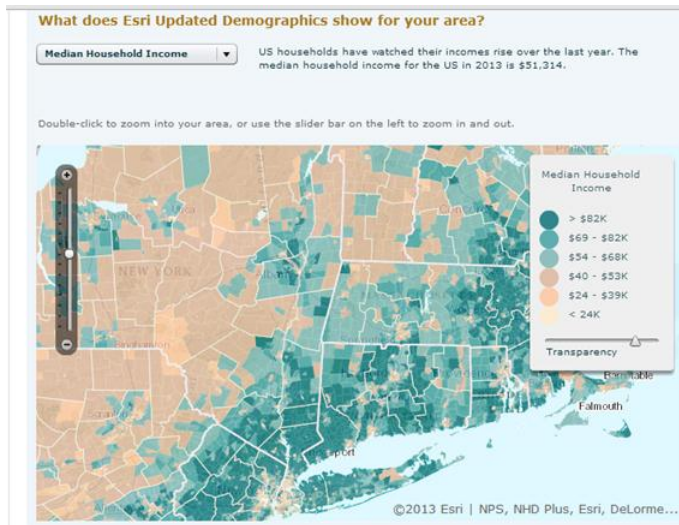 What does Esri Updated Demographics show for your area?
Median Household Income
US households have watched their incomes rise over the last year. The
median household income for the US in 2013 is $51,314.
Double-click to zoom into your area, or use the slider bar on the left to zoom in and out.
Median Household
Income
> $82K
$69 - $82K
$54 - $68K
$40 - $53K
$24 - $39K
< 24K
Transparency
NEW YORK
Albany
Binghamton
Scranton
Barnstable
Falmouth
©2013 Esri | NPS, NHD Plus, Esri, DeLorme...